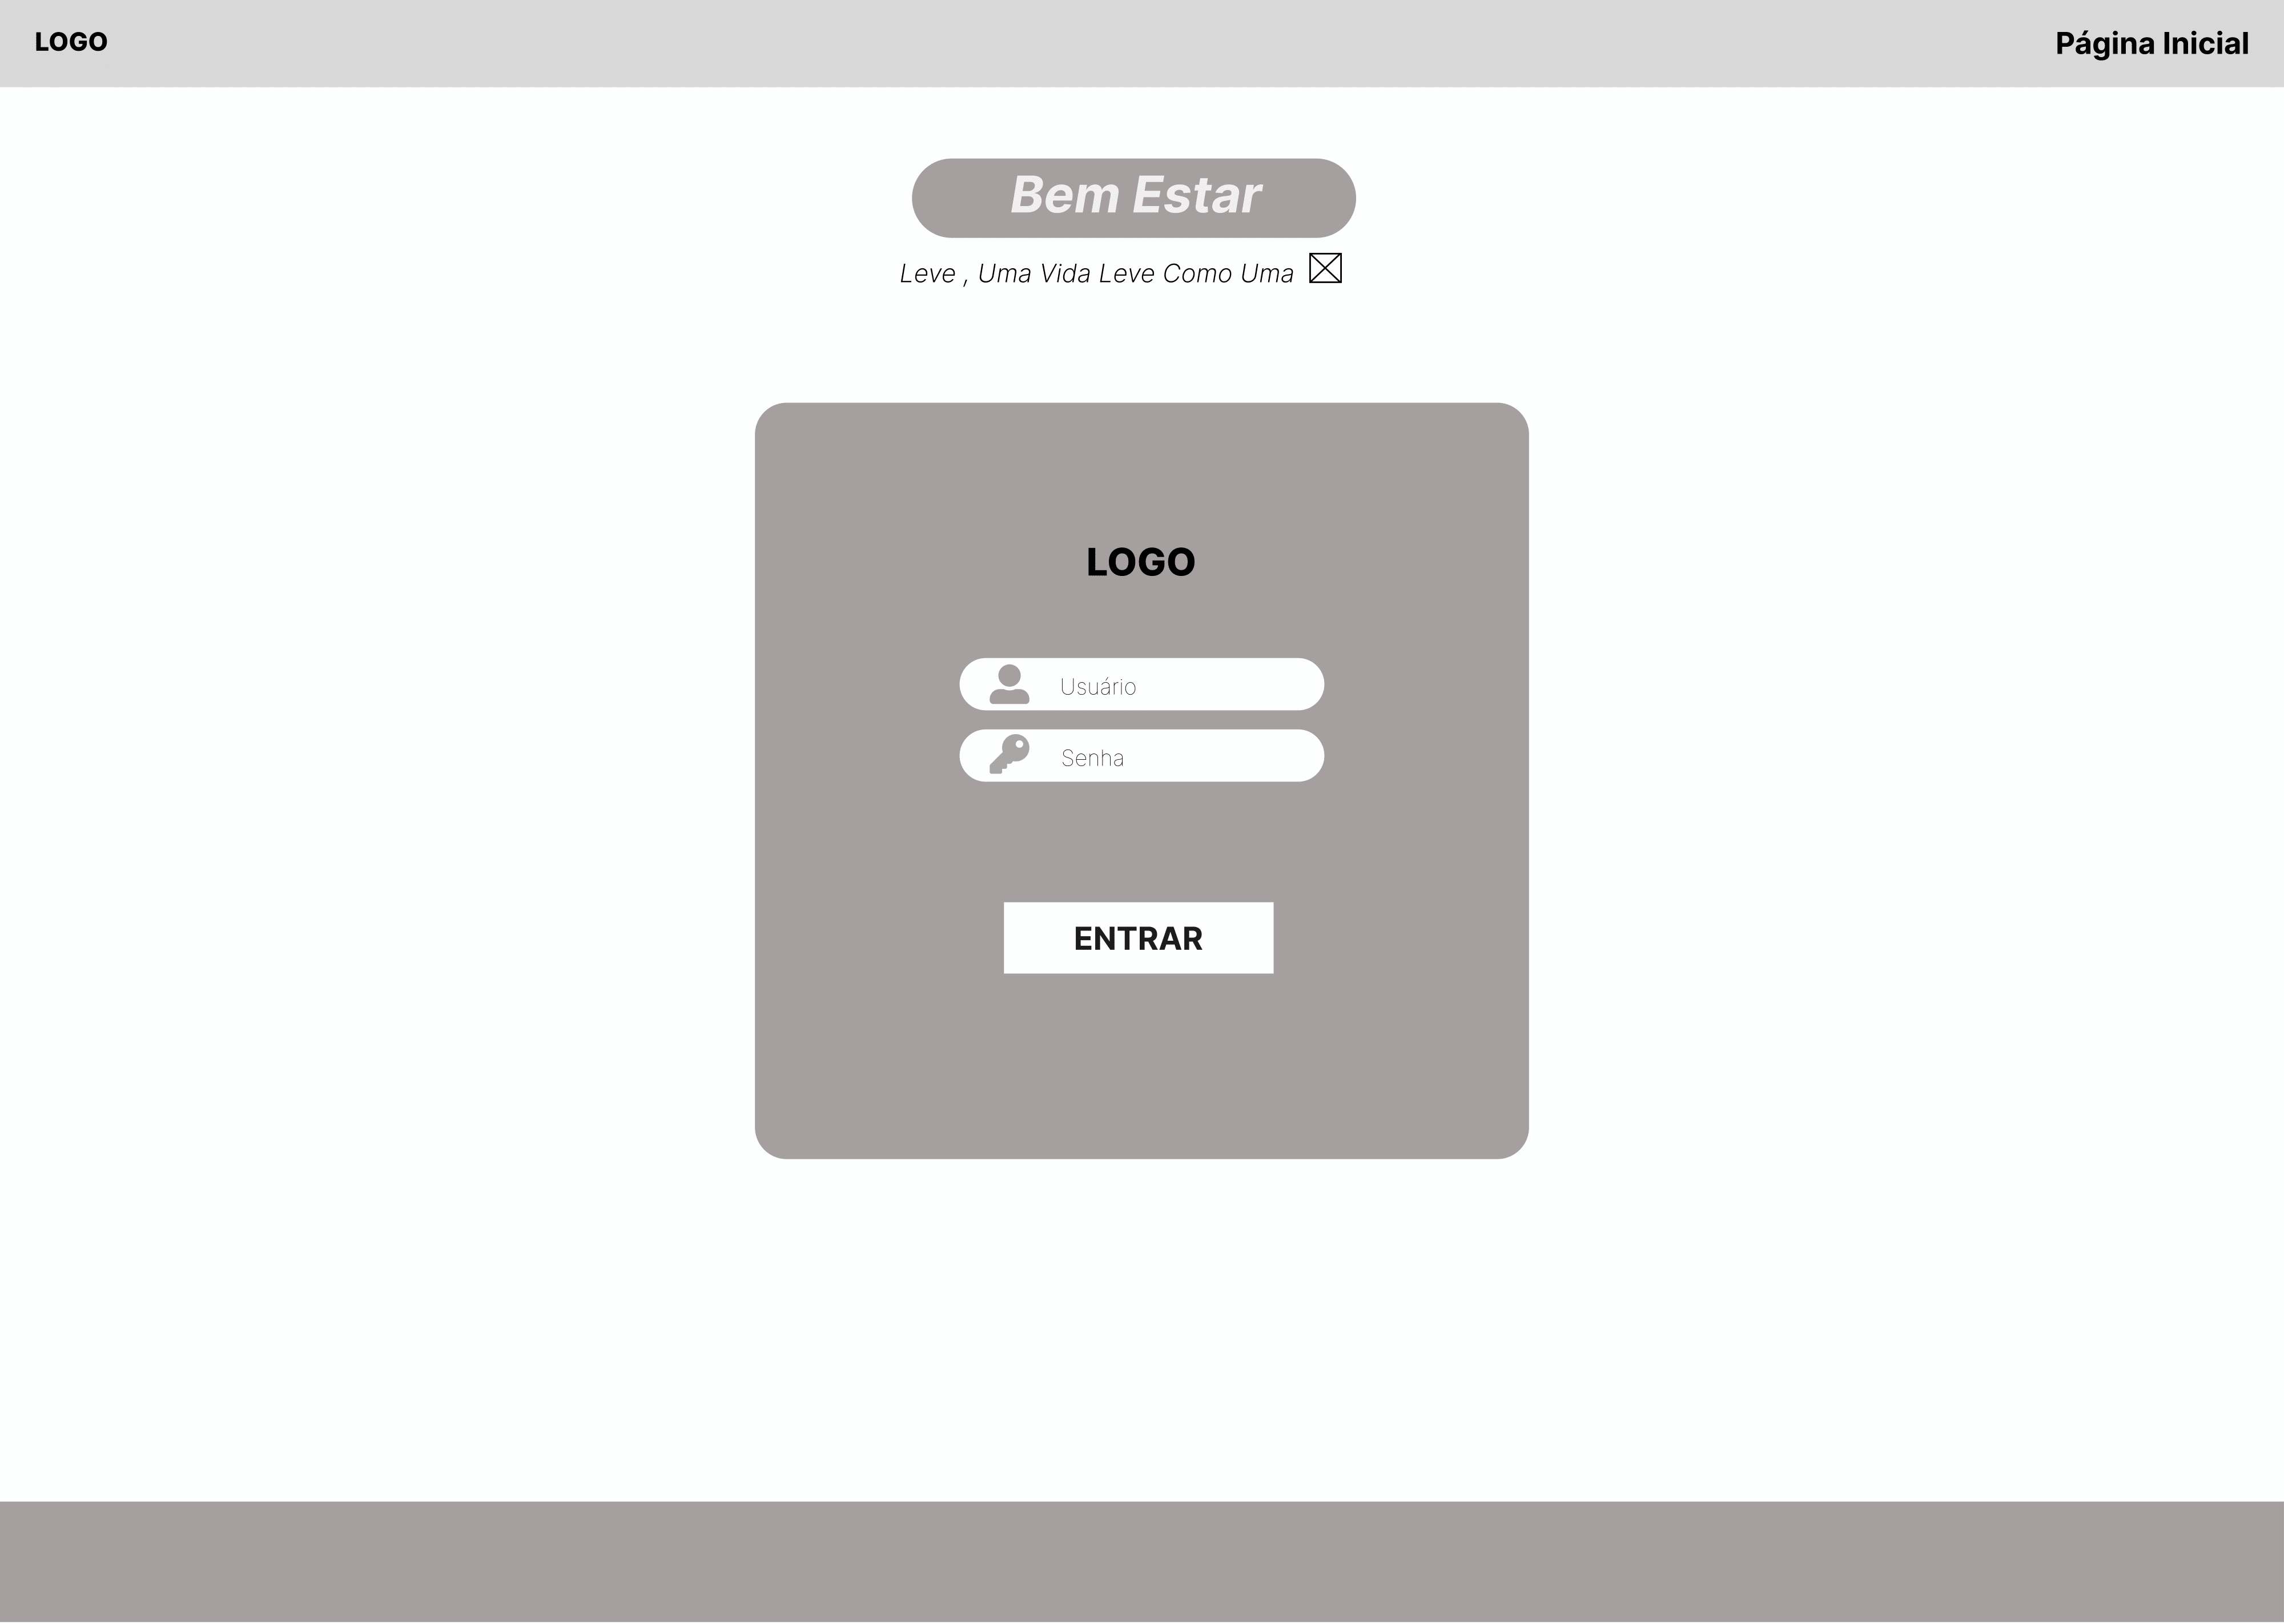 LOGO
Página Inicial
Bem Estar
Leve , Uma Vida Leve Como Uma
LOGO
Usuário
Senha
ENTRAR